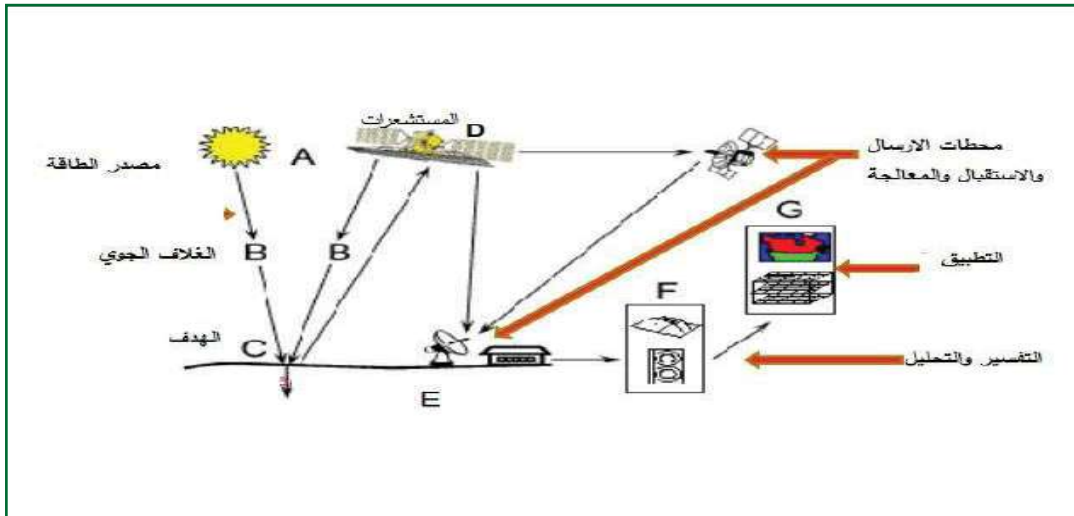 المستشعرات
D
A
مصدر الطاقة
محطات الارسال
والاستقبال والمعالجة
G
الغلاف الجوي
B
B
التطبيق
F
الهدف
C
التفسير والتحليل
E